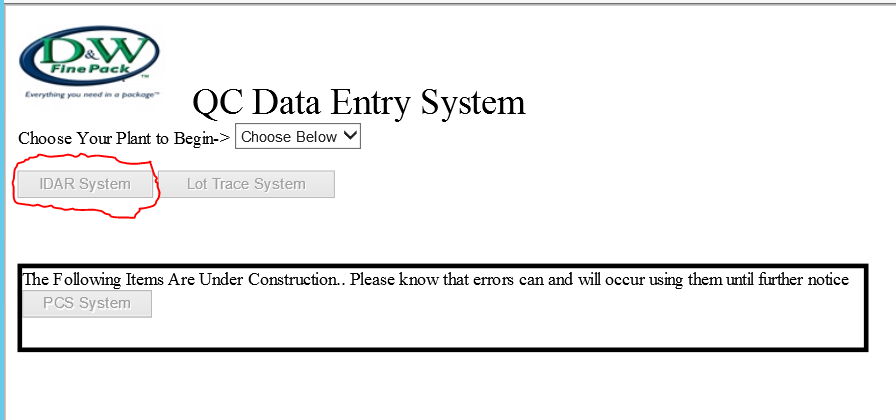 D&W
Fine Pack™
Everything you need in a package™
QC Data Entry System
Choose Your Plant to Begin-> Choose Below
IDAR System Lot Trace System
The Following Items Are Under Construction.. Please know that errors can and will occur using them until further notice
PCS System